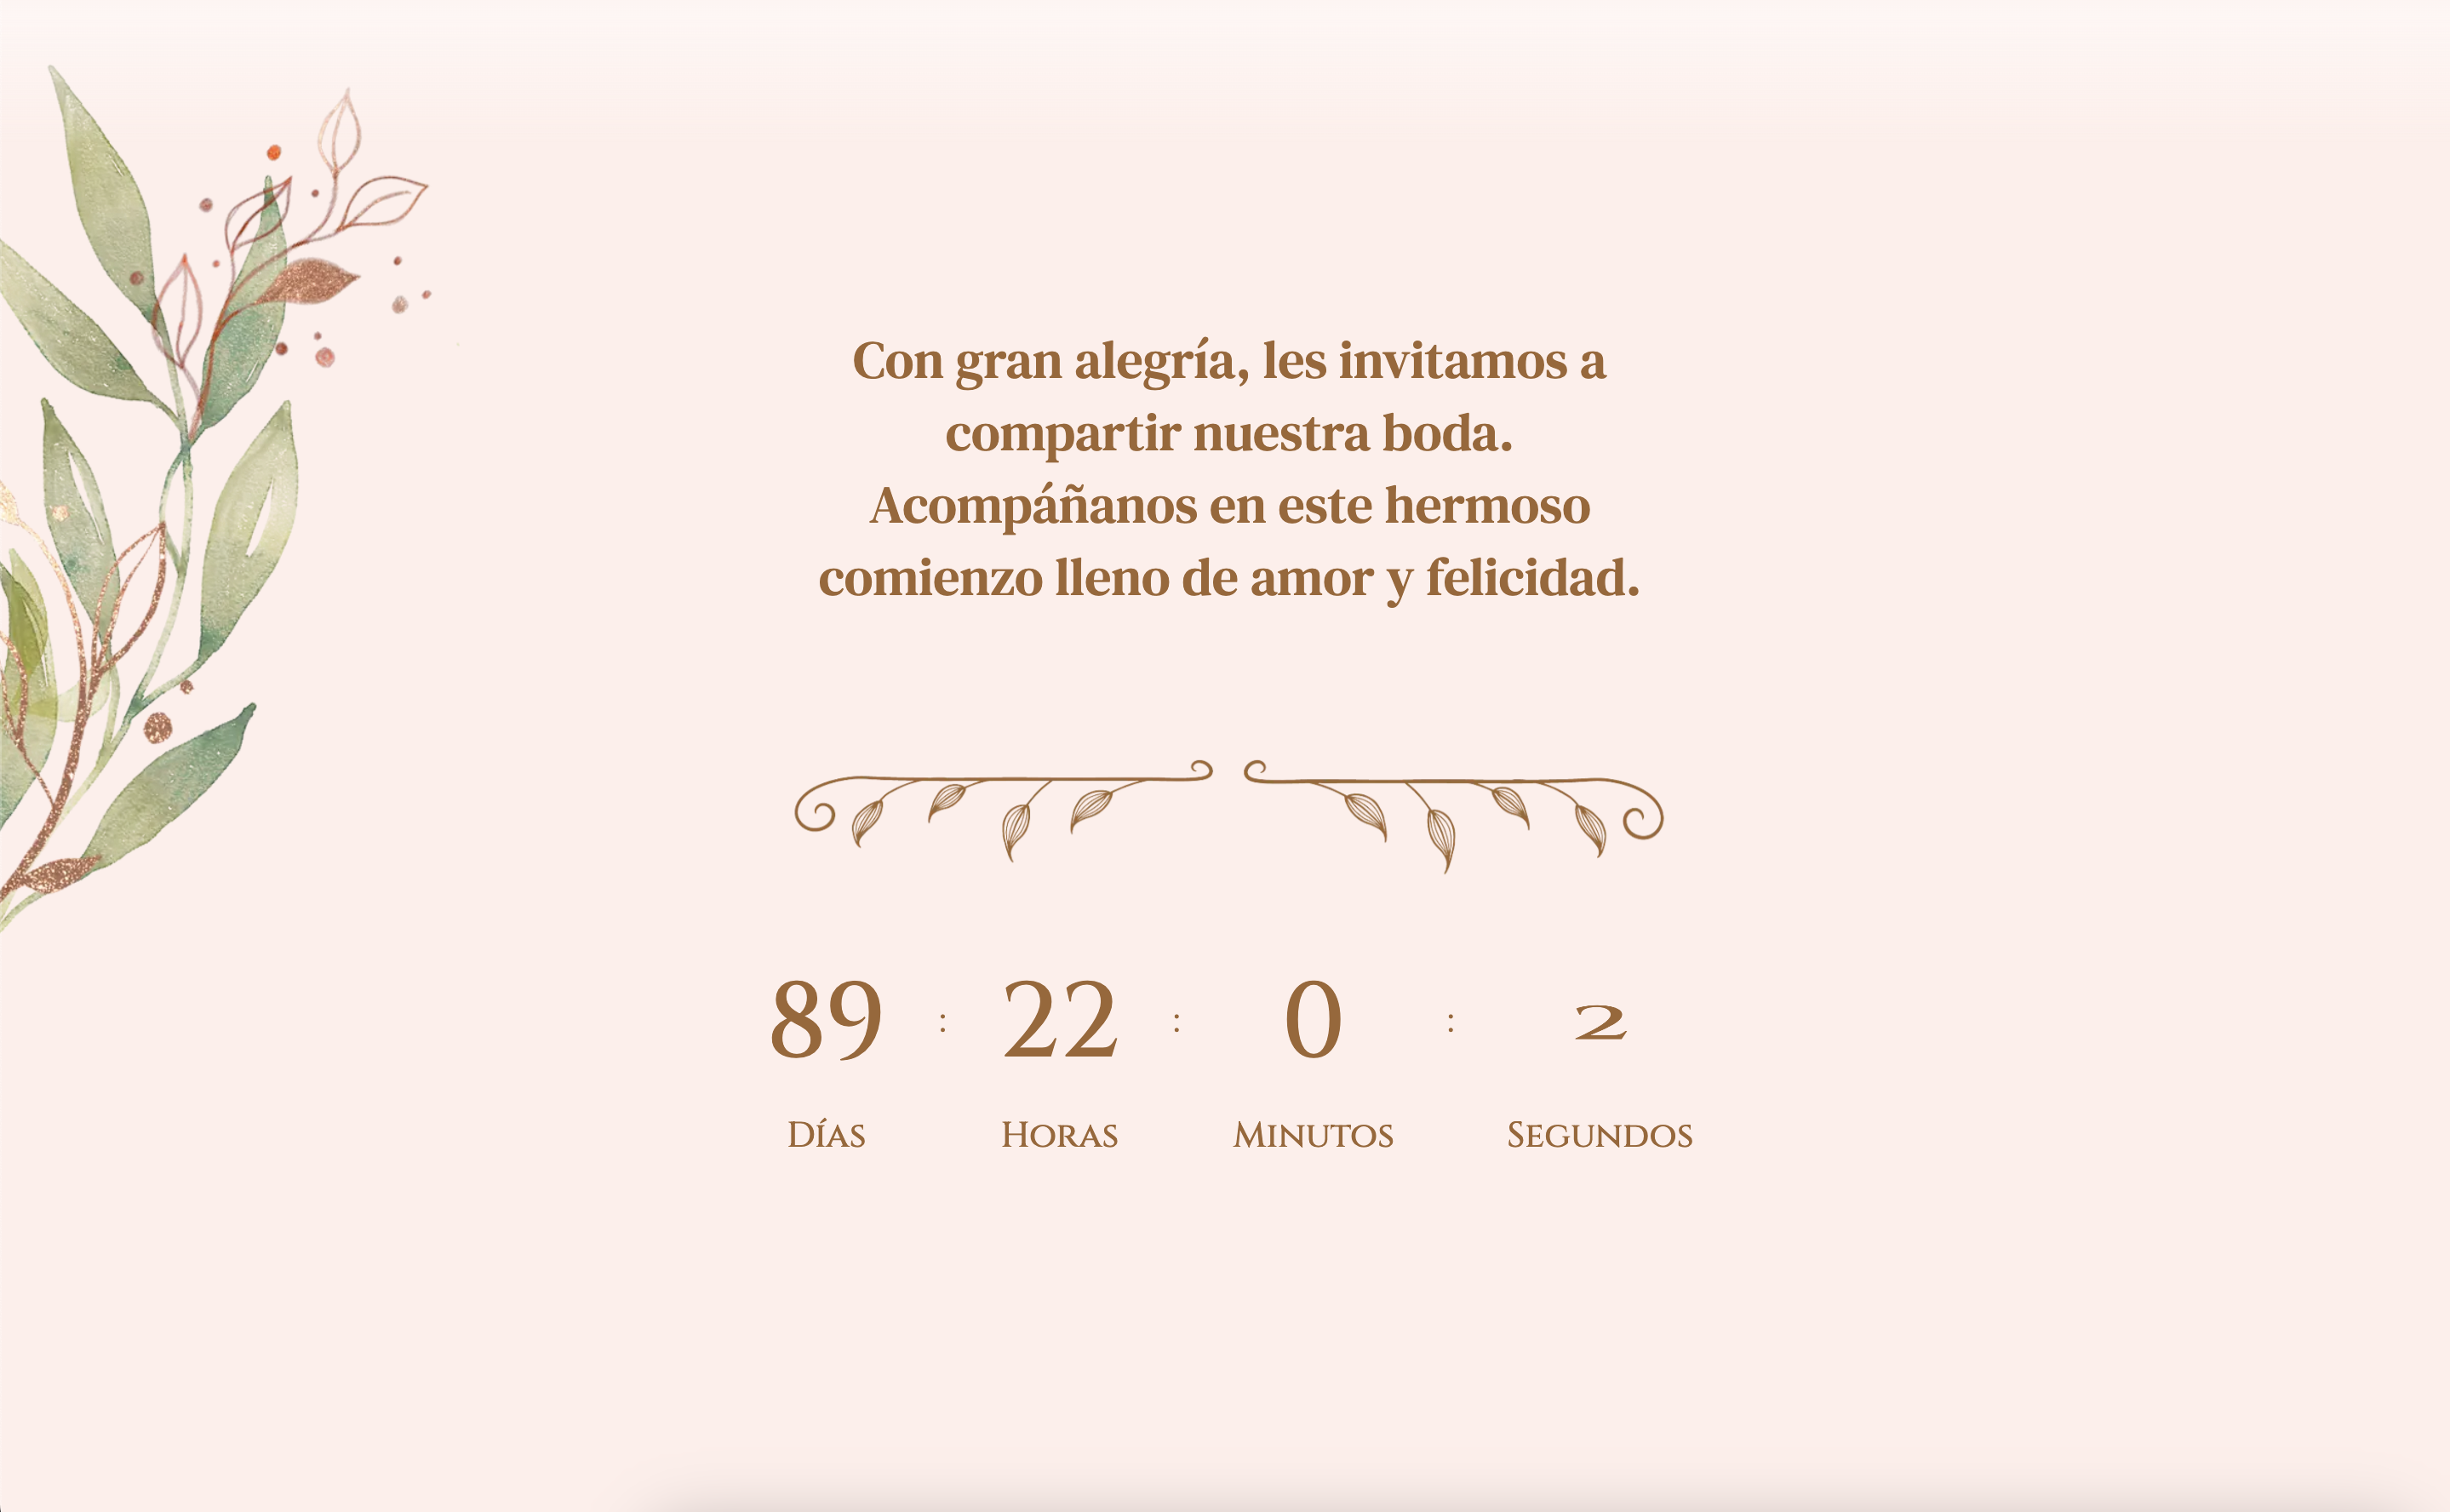 Con gran alegría, les invitamos a
compartir nuestra boda.
Acompáñanos en este hermoso
comienzo lleno de amor y felicidad.
89 : 22 : 0 : 2
Días Horas Minutos Segundos